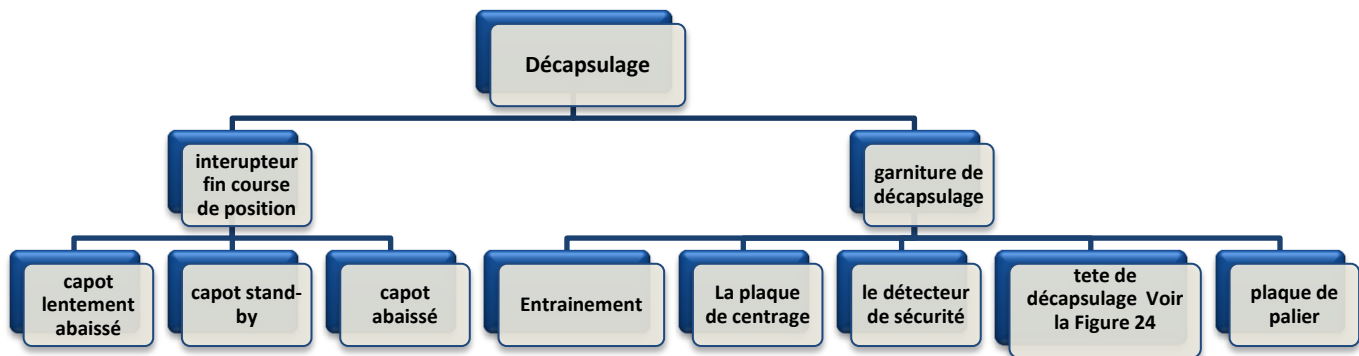 Décapsulage
interupteur
fin course
de position
garniture de
décapsulage
capot
lentement
abaissé
capot stand-
by
capot
abaissé
Entrainement
La plaque
de centrage
le détecteur
de sécurité
tete de
décapsulage Voir
la Figure 24
plaque de
palier